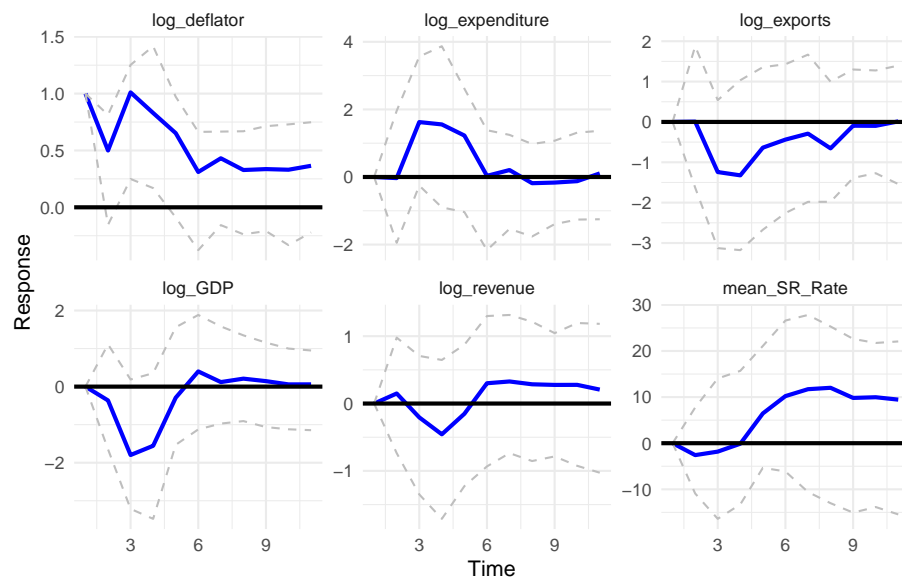 log_deflator
log_expenditure
log_exports
1.5
1.0
0.5
0.0
4
2
0
−2
2
1
0
−1
−2
−3
Response
log_GDP
log_revenue
mean_SR_Rate
2
0
−2
1
0
−1
30
20
10
0
−10
3 6 9
3 6 9
3 6 9
Time